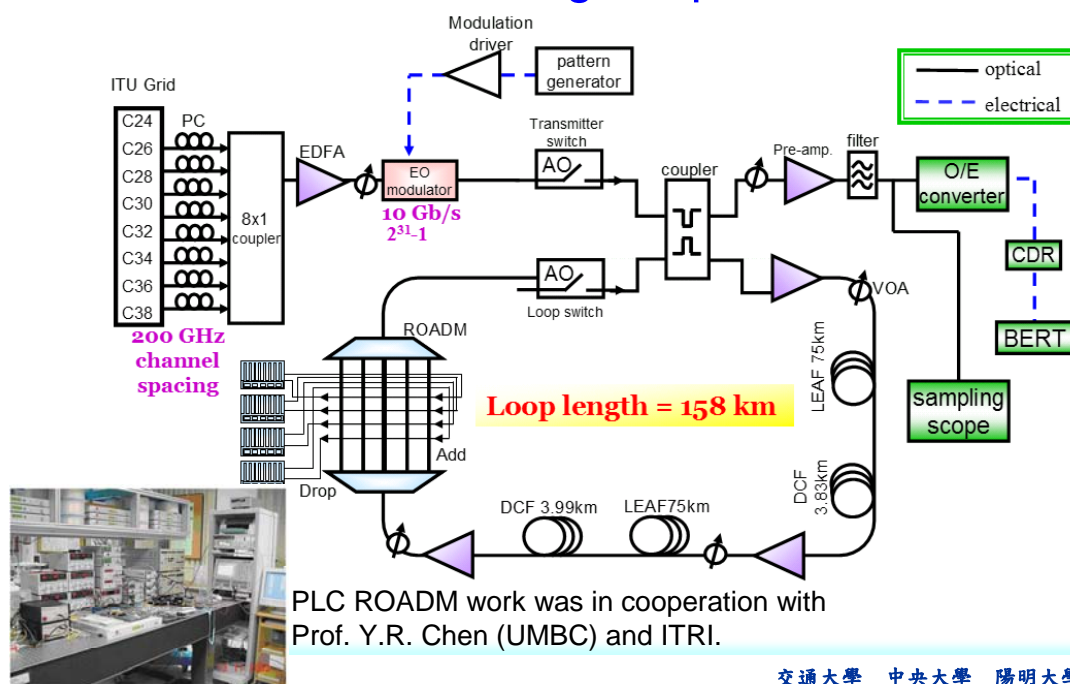 Modulation
driver
pattern
generator
optical
electrical
ITU Grid
PC
C24
C26
C28
C30
C32
C34
C36
C38
8x1
coupler
EDFA
EO
modulator
10 Gb/s
2³¹-1
Transmitter
switch
AO
coupler
Pre-amp.
filter
O/E
converter
CDR
BERT
sampling
scope
AO
Loop switch
VOA
200 GHz
channel
spacing
ROADM
Add
Drop
Loop length = 158 km
LEAF 75km
DCF
3.83km
DCF 3.99km
LEAF75km
PLC ROADM work was in cooperation with
Prof. Y.R. Chen (UMBC) and ITRI.
交通大學 中央大學 陽明大學